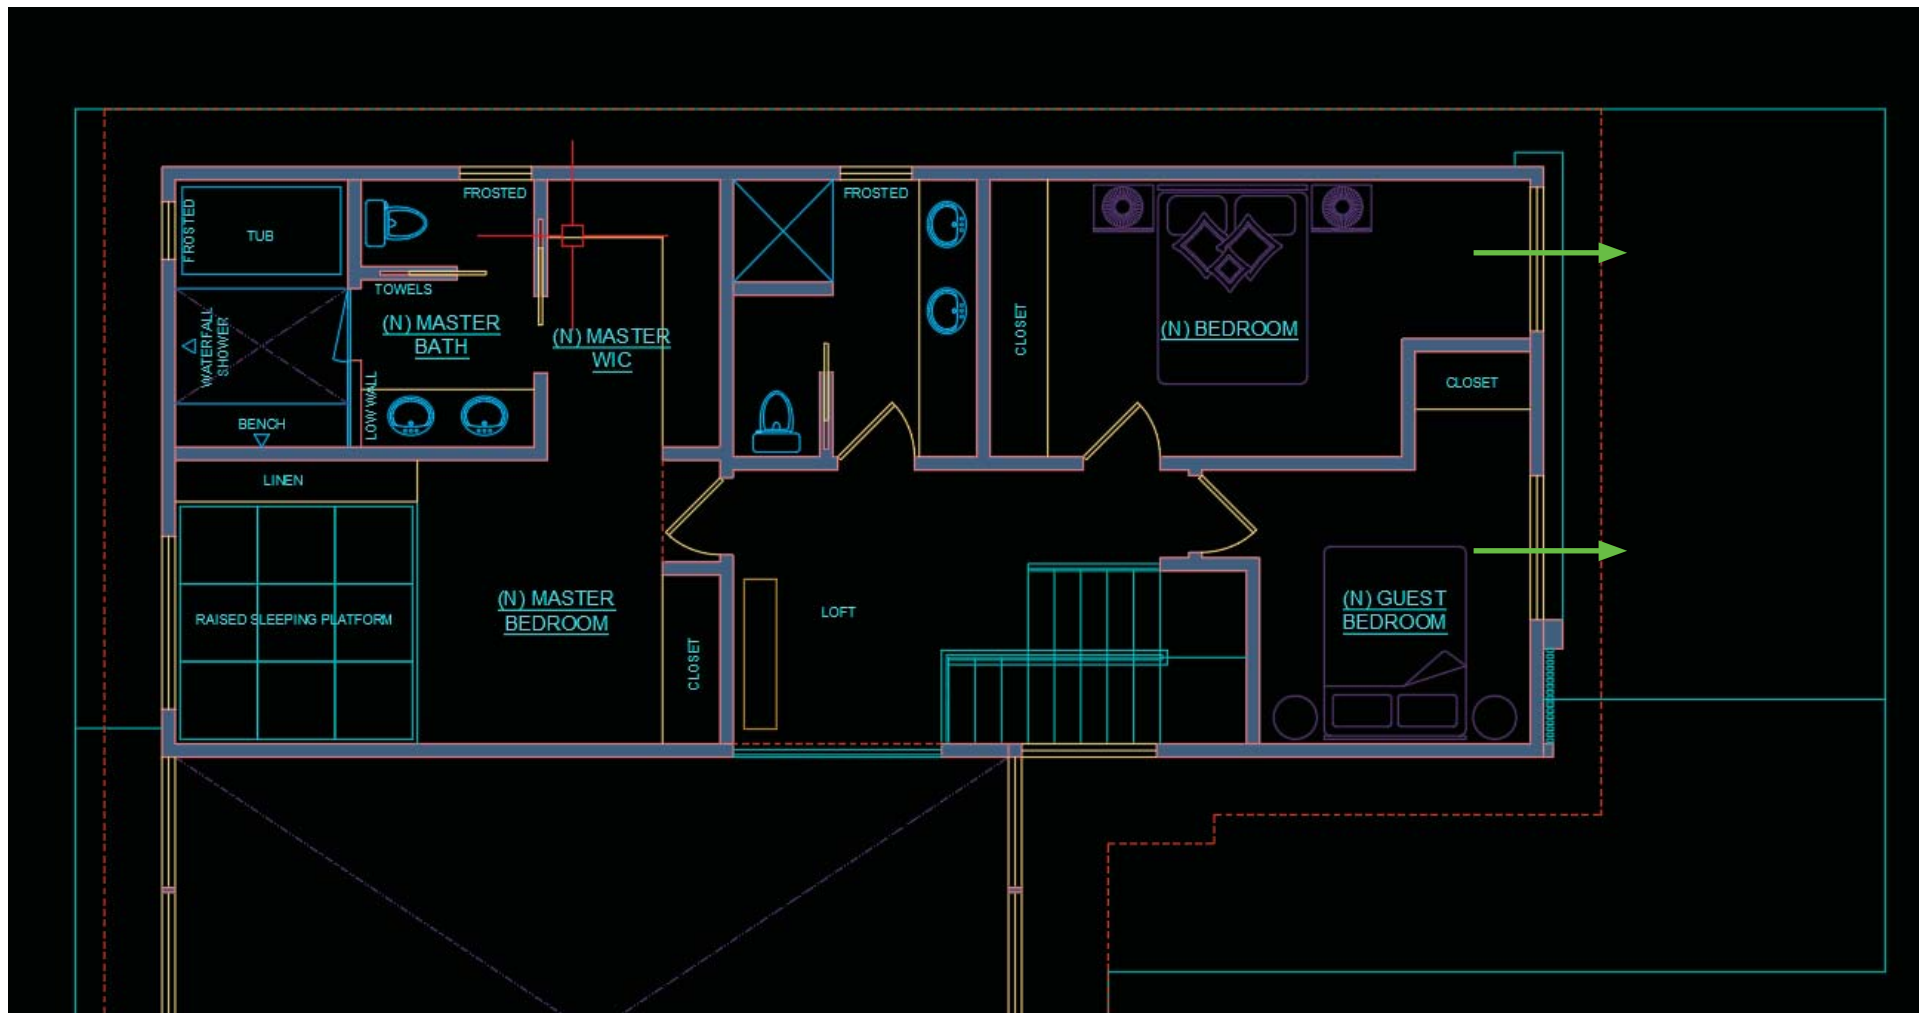 FROSTED
FROSTED
FROSTED
TUB
TOWELS
(N) MASTER
BATH
(N) MASTER
WIC
WATERFALL
SHOWER
LOW WALL
BENCH
CLOSET
(N) BEDROOM
CLOSET
LINEN
RAISED SLEEPING PLATFORM
(N) MASTER
BEDROOM
CLOSET
LOFT
(N) GUEST
BEDROOM